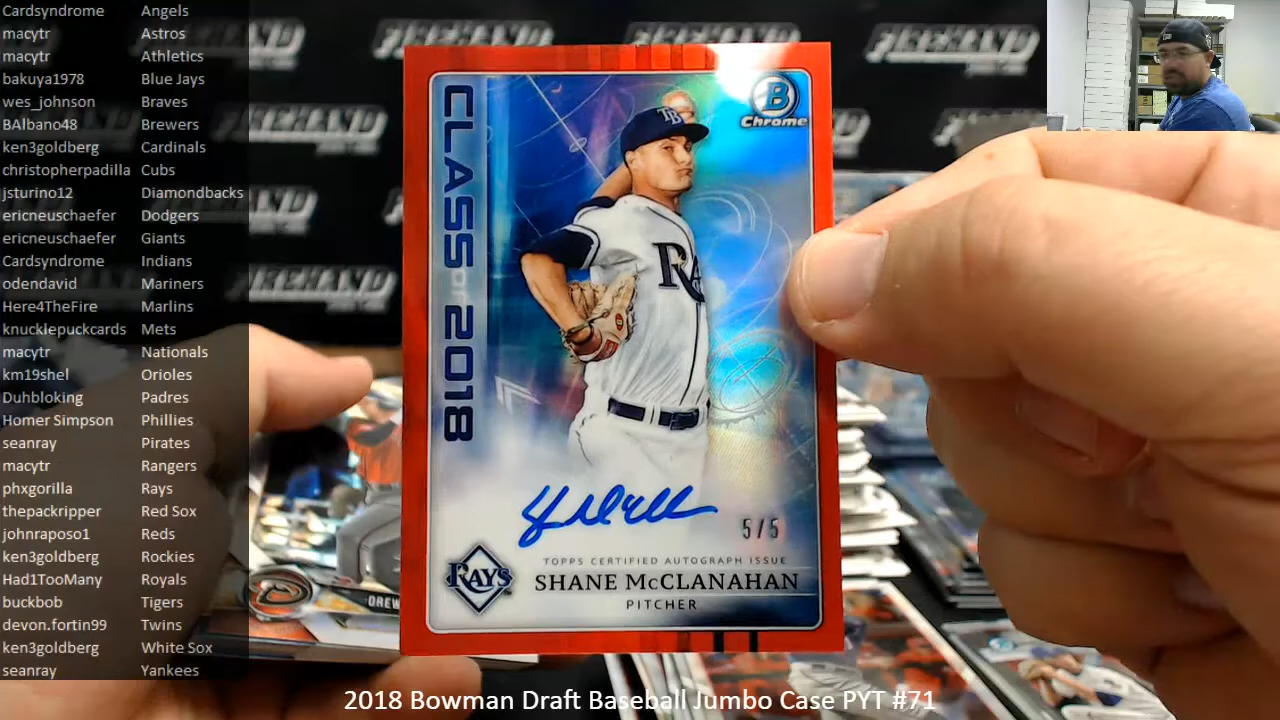 Cardsyndrome Angels
macytr Astros
macytr Athletics
bakuya1978 Blue Jays
wes_johnson Braves
BAlbano48 Brewers
ken3goldberg Cardinals
christopherpadilla Cubs
jsturino12 Diamondbacks
ericneuschaefer Dodgers
ericneuschaefer Giants
Cardsyndrome Indians
odendavid Mariners
Here4TheFire Marlins
knucklepuckcards Mets
macytr Nationals
km19shel Orioles
Duhbloking Padres
Homer Simpson Phillies
seanray Pirates
macytr Rangers
phxgorilla Rays
thepackripper Red Sox
johnraposo1 Reds
ken3goldberg Rockies
Had1TooMany Royals
buckbob Tigers
devon.fortin99 Twins
ken3goldberg White Sox
seanray Yankees
FIREHAND
B
Chrome
CLASS OF 2018
TB
5/5
TOPPS CERTIFIED AUTOGRAPH ISSUE
RAYS
SHANE McCLANAHAN
PITCHER
DREW
2018 Bowman Draft Baseball Jumbo Case PYT #71